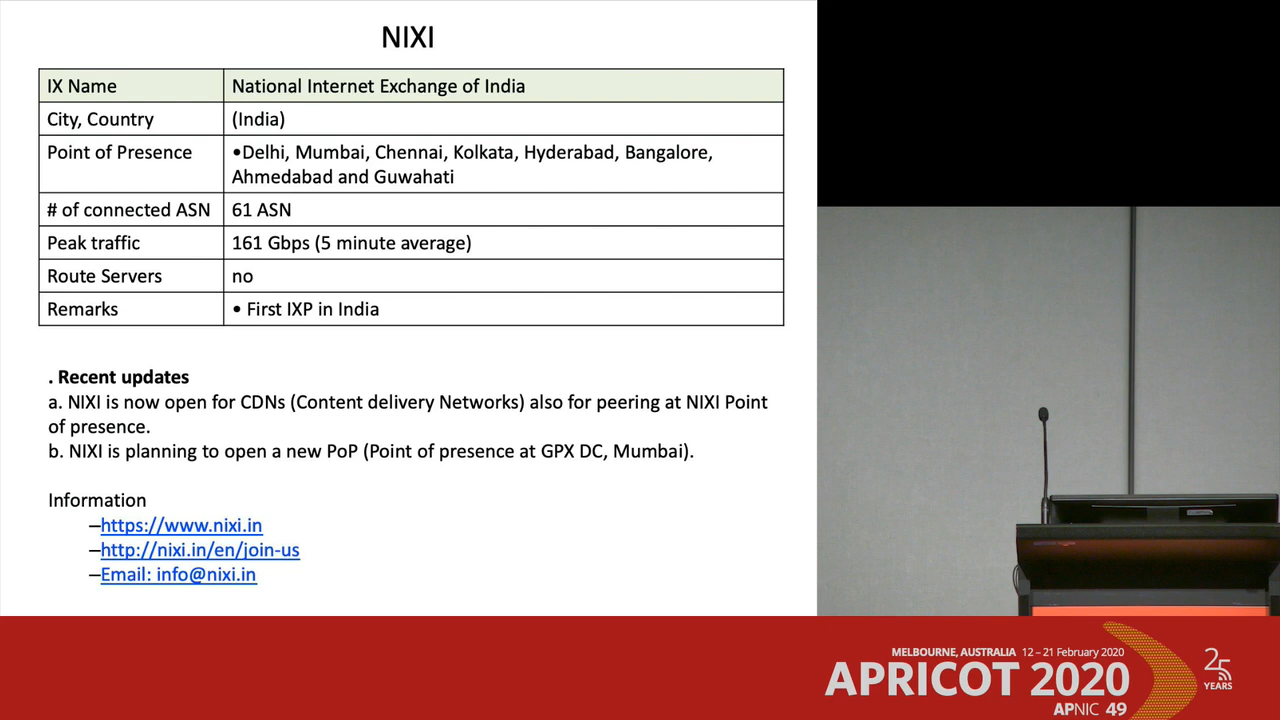 NIXI
IX Name National Internet Exchange of India
City, Country (India)
Point of Presence •Delhi, Mumbai, Chennai, Kolkata, Hyderabad, Bangalore,
Ahmedabad and Guwahati
# of connected ASN 61 ASN
Peak traffic 161 Gbps (5 minute average)
Route Servers no
Remarks • First IXP in India
. Recent updates
a. NIXI is now open for CDNs (Content delivery Networks) also for peering at NIXI Point
of presence.
b. NIXI is planning to open a new PoP (Point of presence at GPX DC, Mumbai).
Information
–https://www.nixi.in
–http://nixi.in/en/join-us
–Email: info@nixi.in
MELBOURNE, AUSTRALIA 12 – 21 February 2020
APRICOT 2020
APNIC 49
25
YEARS